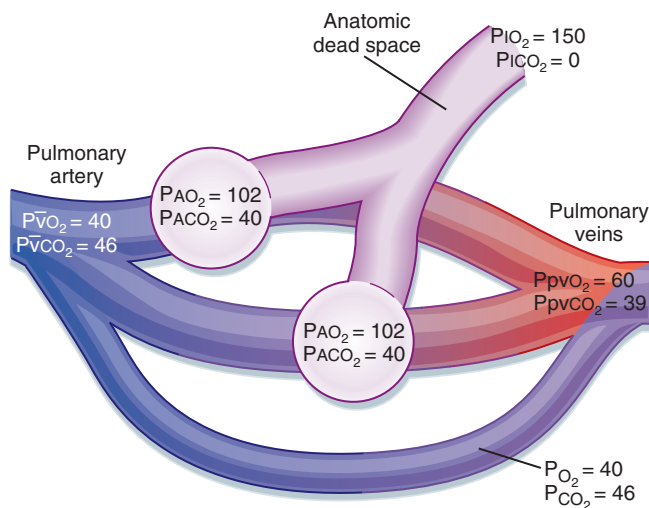 Anatomic
dead space
PIO₂ = 150
PICO₂ = 0
Pulmonary
artery
PAO₂ = 102
PACO₂ = 40
Pv̄O₂ = 40
Pv̄CO₂ = 46
Pulmonary
veins
PpvO₂ = 60
PpvCO₂ = 39
PAO₂ = 102
PACO₂ = 40
PO₂ = 40
PCO₂ = 46